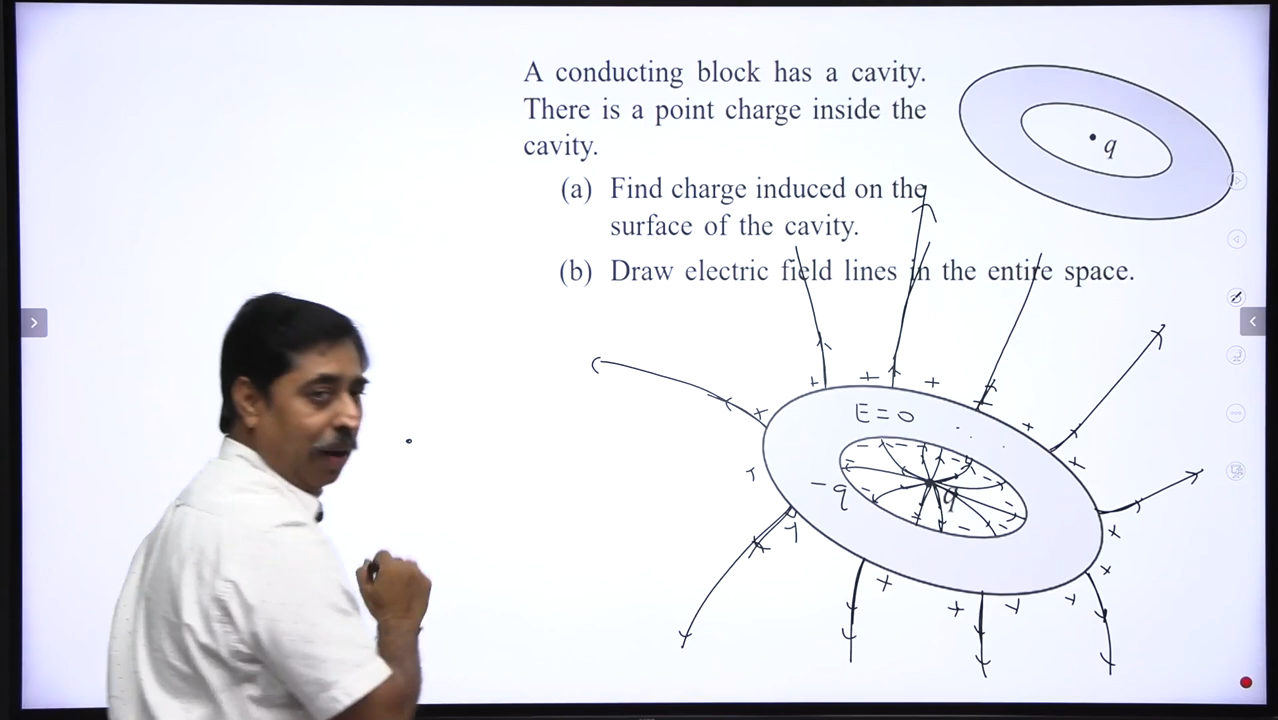 A conducting block has a cavity.
There is a point charge inside the
cavity.
(a) Find charge induced on the
surface of the cavity.
(b) Draw electric field lines in the entire space.
q
E = 0
-q
q